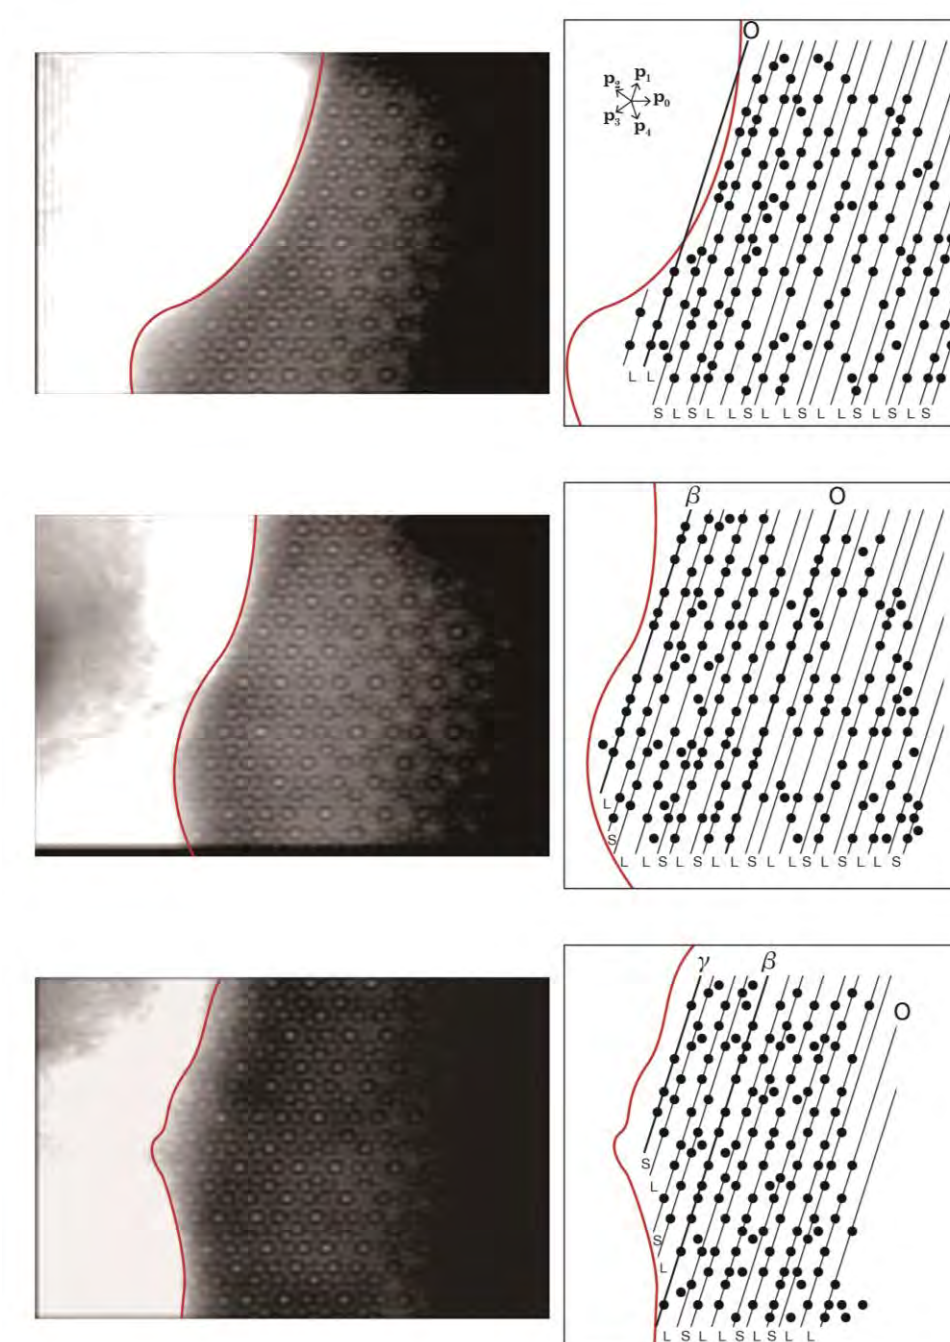 O
p₁
p₂
p₀
p₃
p₄
L L
S L S L L S L L S L L S L S
β O
L
S
L L S L S L L S L L S L S L L S
γ β
O
S
L
S
L
L S L L S L S L L